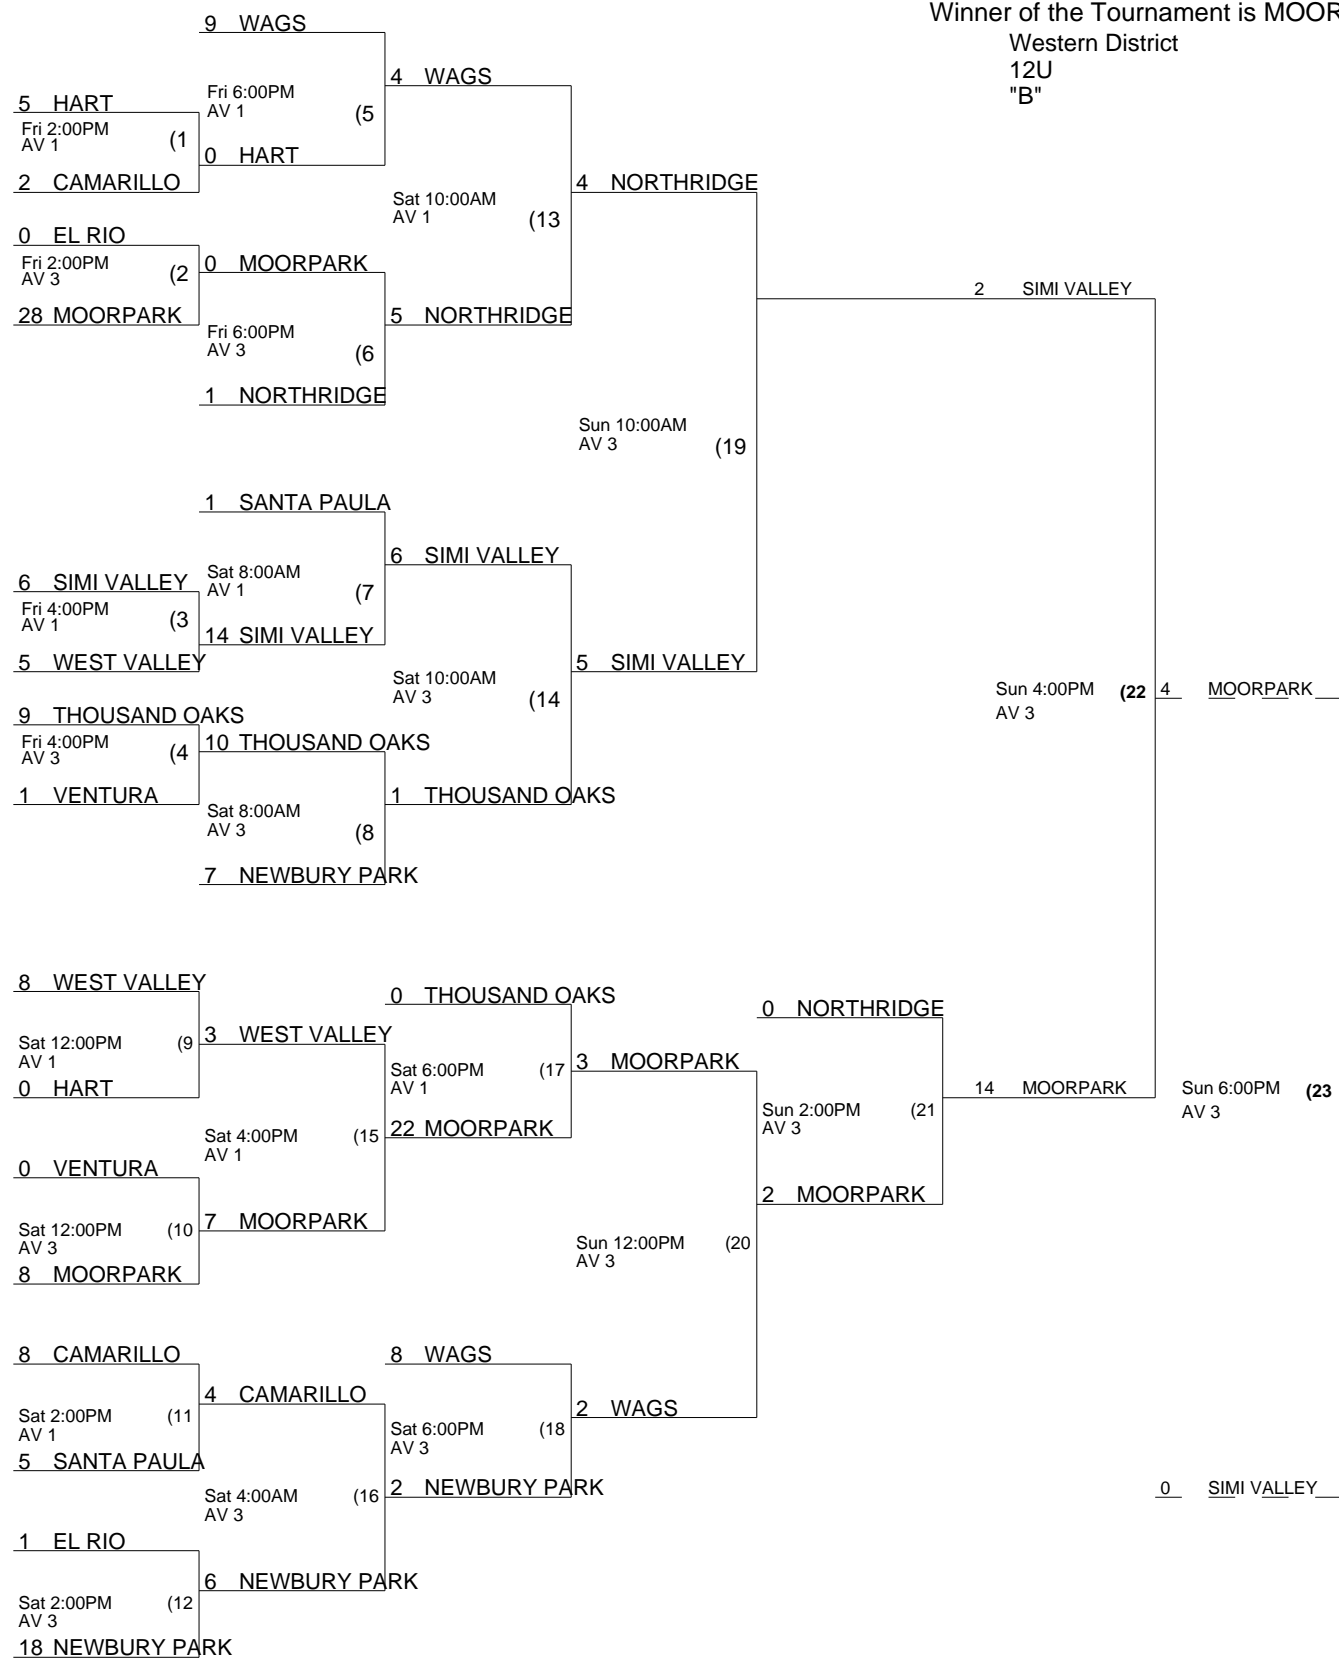 Winner of the Tournament is MOOR
Western District
12U
"B"
9 WAGS
4 WAGS
Fri 6:00PM
AV 1 (5
5 HART
Fri 2:00PM
AV 1 (1
0 HART
2 CAMARILLO
4 NORTHRIDGE
Sat 10:00AM
AV 1 (13
0 EL RIO
Fri 2:00PM
AV 3 (2
0 MOORPARK
28 MOORPARK
5 NORTHRIDGE
Fri 6:00PM
AV 3 (6
1 NORTHRIDGE
2 SIMI VALLEY
Sun 10:00AM
AV 3 (19
1 SANTA PAULA
6 SIMI VALLEY
Sat 8:00AM
AV 1 (7
6 SIMI VALLEY
Fri 4:00PM
AV 1 (3
14 SIMI VALLEY
5 WEST VALLEY
5 SIMI VALLEY
Sat 10:00AM
AV 3 (14
Sun 4:00PM (22
AV 3
4 MOORPARK
9 THOUSAND OAKS
Fri 4:00PM
AV 3 (4
10 THOUSAND OAKS
1 VENTURA
1 THOUSAND OAKS
Sat 8:00AM
AV 3 (8
7 NEWBURY PARK
8 WEST VALLEY
0 THOUSAND OAKS
0 NORTHRIDGE
Sat 12:00PM (9
AV 1
3 WEST VALLEY
0 HART
Sat 6:00PM (17
AV 1
3 MOORPARK
14 MOORPARK
Sun 6:00PM (23
AV 3
Sun 2:00PM (21
AV 3
Sat 4:00PM (15
AV 1
22 MOORPARK
0 VENTURA
2 MOORPARK
Sat 12:00PM (10
AV 3
7 MOORPARK
8 MOORPARK
Sun 12:00PM (20
AV 3
8 CAMARILLO
8 WAGS
4 CAMARILLO
Sat 2:00PM (11
AV 1
5 SANTA PAULA
2 WAGS
Sat 6:00PM (18
AV 3
Sat 4:00AM (16
AV 3
2 NEWBURY PARK
0 SIMI VALLEY
1 EL RIO
6 NEWBURY PARK
Sat 2:00PM (12
AV 3
18 NEWBURY PARK